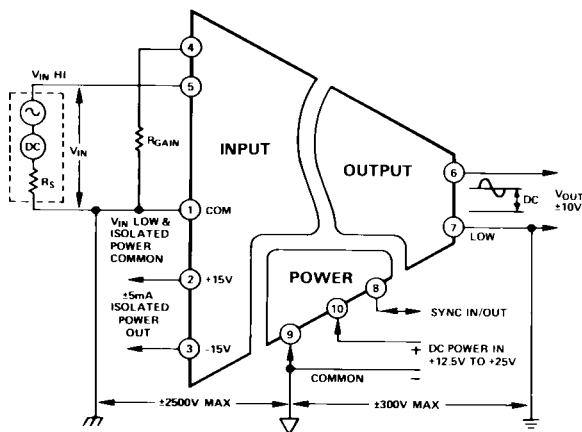 4
V_IN HI
5
V_IN
DC
R_S
R_GAIN
INPUT
OUTPUT
6
DC
V_OUT
±10V
7
LOW
1
COM
V_IN LOW &
ISOLATED
POWER
COMMON
2
+15V
±5mA
ISOLATED
POWER
OUT
3
-15V
POWER
8
10
9
SYNC IN/OUT
+
DC POWER IN
+12.5V TO +25V
COMMON
−
±2500V MAX
±300V MAX